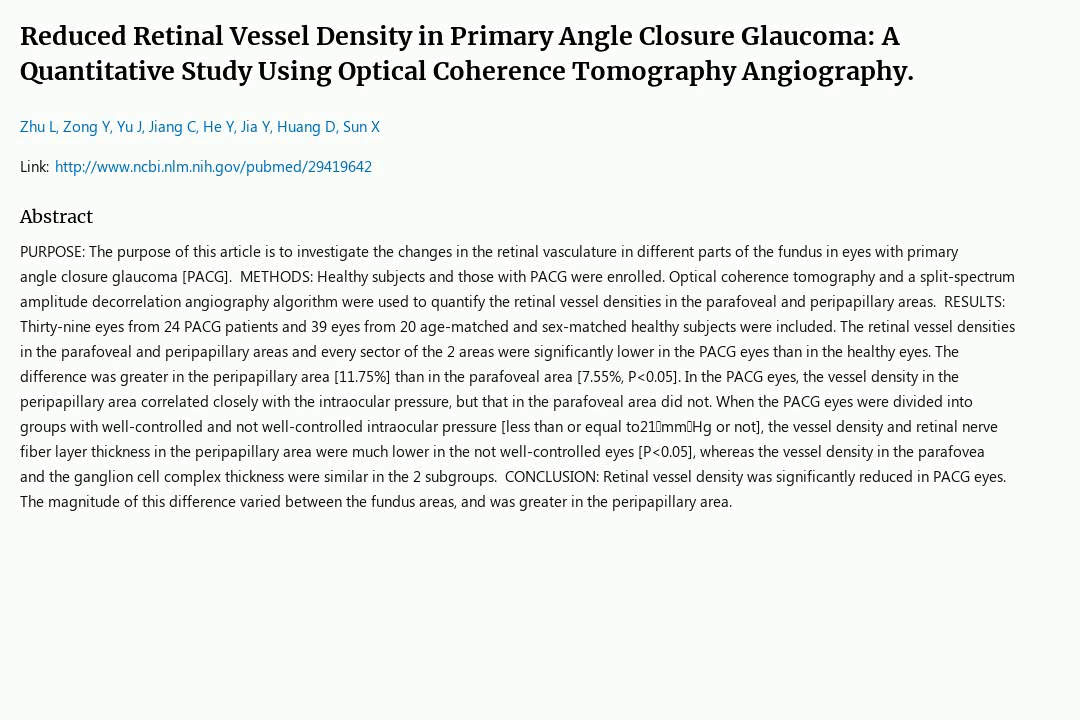 Reduced Retinal Vessel Density in Primary Angle Closure Glaucoma: A
Quantitative Study Using Optical Coherence Tomography Angiography.
Zhu L, Zong Y, Yu J, Jiang C, He Y, Jia Y, Huang D, Sun X
Link: http://www.ncbi.nlm.nih.gov/pubmed/29419642
Abstract
PURPOSE: The purpose of this article is to investigate the changes in the retinal vasculature in different parts of the fundus in eyes with primary
angle closure glaucoma [PACG].  METHODS: Healthy subjects and those with PACG were enrolled. Optical coherence tomography and a split-spectrum
amplitude decorrelation angiography algorithm were used to quantify the retinal vessel densities in the parafoveal and peripapillary areas.  RESULTS:
Thirty-nine eyes from 24 PACG patients and 39 eyes from 20 age-matched and sex-matched healthy subjects were included. The retinal vessel densities
in the parafoveal and peripapillary areas and every sector of the 2 areas were significantly lower in the PACG eyes than in the healthy eyes. The
difference was greater in the peripapillary area [11.75%] than in the parafoveal area [7.55%, P<0.05]. In the PACG eyes, the vessel density in the
peripapillary area correlated closely with the intraocular pressure, but that in the parafoveal area did not. When the PACG eyes were divided into
groups with well-controlled and not well-controlled intraocular pressure [less than or equal to21▯mm▯Hg or not], the vessel density and retinal nerve
fiber layer thickness in the peripapillary area were much lower in the not well-controlled eyes [P<0.05], whereas the vessel density in the parafovea
and the ganglion cell complex thickness were similar in the 2 subgroups.  CONCLUSION: Retinal vessel density was significantly reduced in PACG eyes.
The magnitude of this difference varied between the fundus areas, and was greater in the peripapillary area.